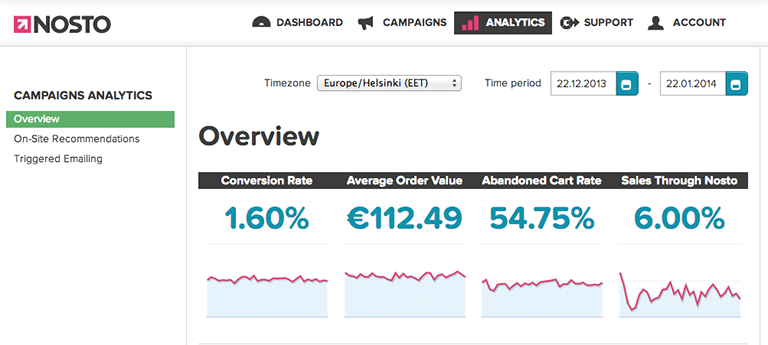 NOSTO
DASHBOARD CAMPAIGNS ANALYTICS SUPPORT ACCOUNT
Timezone Europe/Helsinki (EET) Time period 22.12.2013 - 22.01.2014
CAMPAIGNS ANALYTICS
Overview
On-Site Recommendations
Triggered Emailing
Overview
Conversion Rate Average Order Value Abandoned Cart Rate Sales Through Nosto
1.60% €112.49 54.75% 6.00%